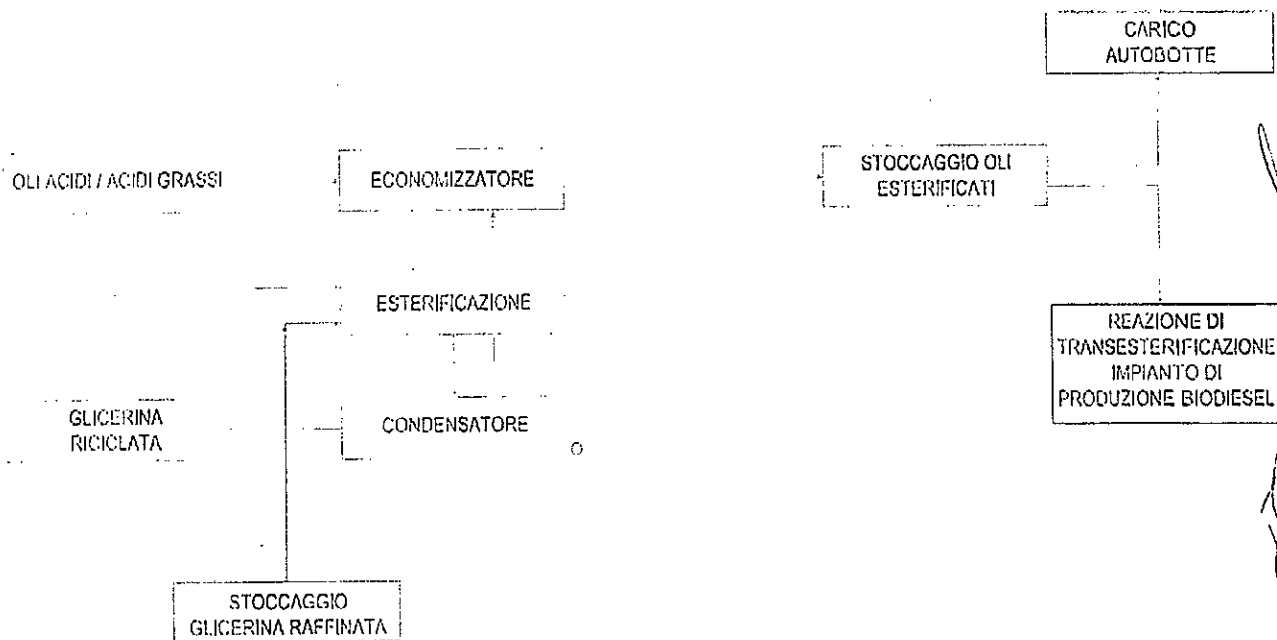 CARICO
AUTOBOTTE
OLI ACIDI / ACIDI GRASSI
ECONOMIZZATORE
STOCCAGGIO OLI
ESTERIFICATI
ESTERIFICAZIONE
REAZIONE DI
TRANSESTERIFICAZIONE
IMPIANTO DI
PRODUZIONE BIODIESEL
GLICERINA
RICICLATA
CONDENSATORE
STOCCAGGIO
GLICERINA RAFFINATA